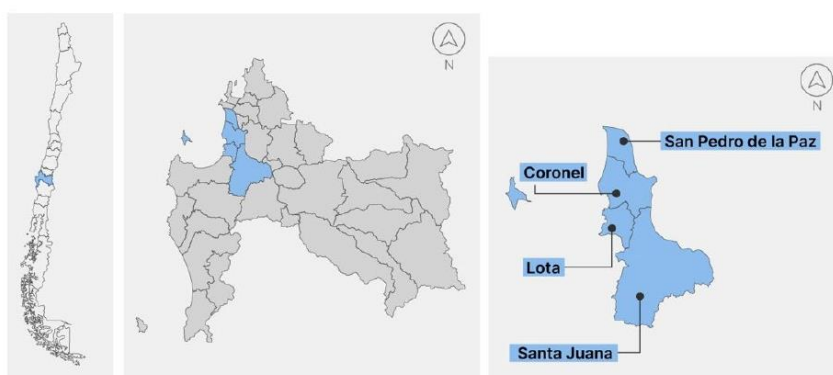 N
N
San Pedro de la Paz
Coronel
Lota
Santa Juana